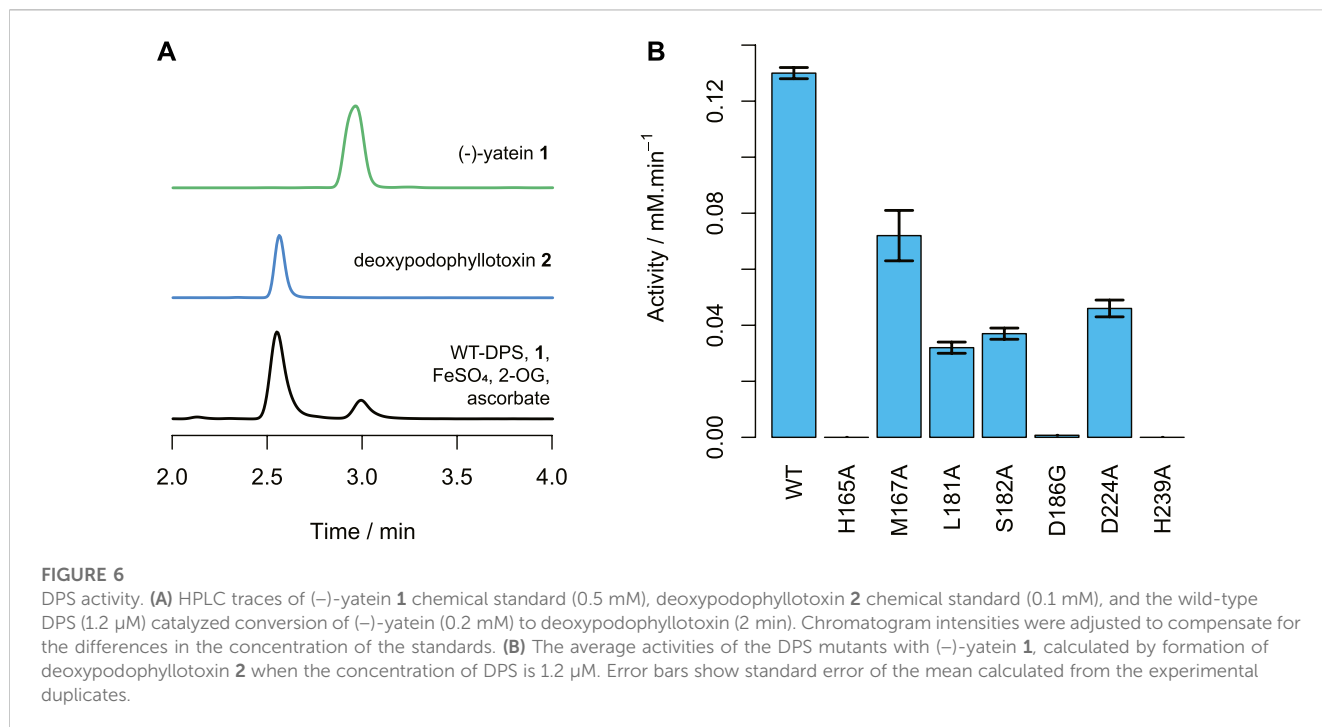 A
(-)-yatein 1
deoxypodophyllotoxin 2
WT-DPS, 1,
FeSO₄, 2-OG,
ascorbate
2.0 2.5 3.0 3.5 4.0
Time / min
B
Activity / mM.min⁻¹
0.12
0.08
0.04
0.00
WT
H165A
M167A
L181A
S182A
D186G
D224A
H239A
FIGURE 6
DPS activity. (A) HPLC traces of (−)-yatein 1 chemical standard (0.5 mM), deoxypodophyllotoxin 2 chemical standard (0.1 mM), and the wild-type
DPS (1.2 µM) catalyzed conversion of (−)-yatein (0.2 mM) to deoxypodophyllotoxin (2 min). Chromatogram intensities were adjusted to compensate for
the differences in the concentration of the standards. (B) The average activities of the DPS mutants with (−)-yatein 1, calculated by formation of
deoxypodophyllotoxin 2 when the concentration of DPS is 1.2 µM. Error bars show standard error of the mean calculated from the experimental
duplicates.